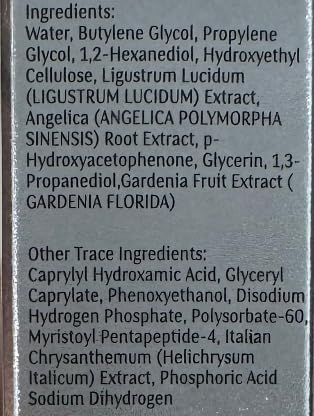 Ingredients:
Water, Butylene Glycol, Propylene
Glycol, 1,2-Hexanediol, Hydroxyethyl
Cellulose, Ligustrum Lucidum
(LIGUSTRUM LUCIDUM) Extract,
Angelica (ANGELICA POLYMORPHA
SINENSIS) Root Extract, p-
Hydroxyacetophenone, Glycerin, 1,3-
Propanediol,Gardenia Fruit Extract (
GARDENIA FLORIDA)
Other Trace Ingredients:
Caprylyl Hydroxamic Acid, Glyceryl
Caprylate, Phenoxyethanol, Disodium
Hydrogen Phosphate, Polysorbate-60,
Myristoyl Pentapeptide-4, Italian
Chrysanthemum (Helichrysum
Italicum) Extract, Phosphoric Acid
Sodium Dihydrogen